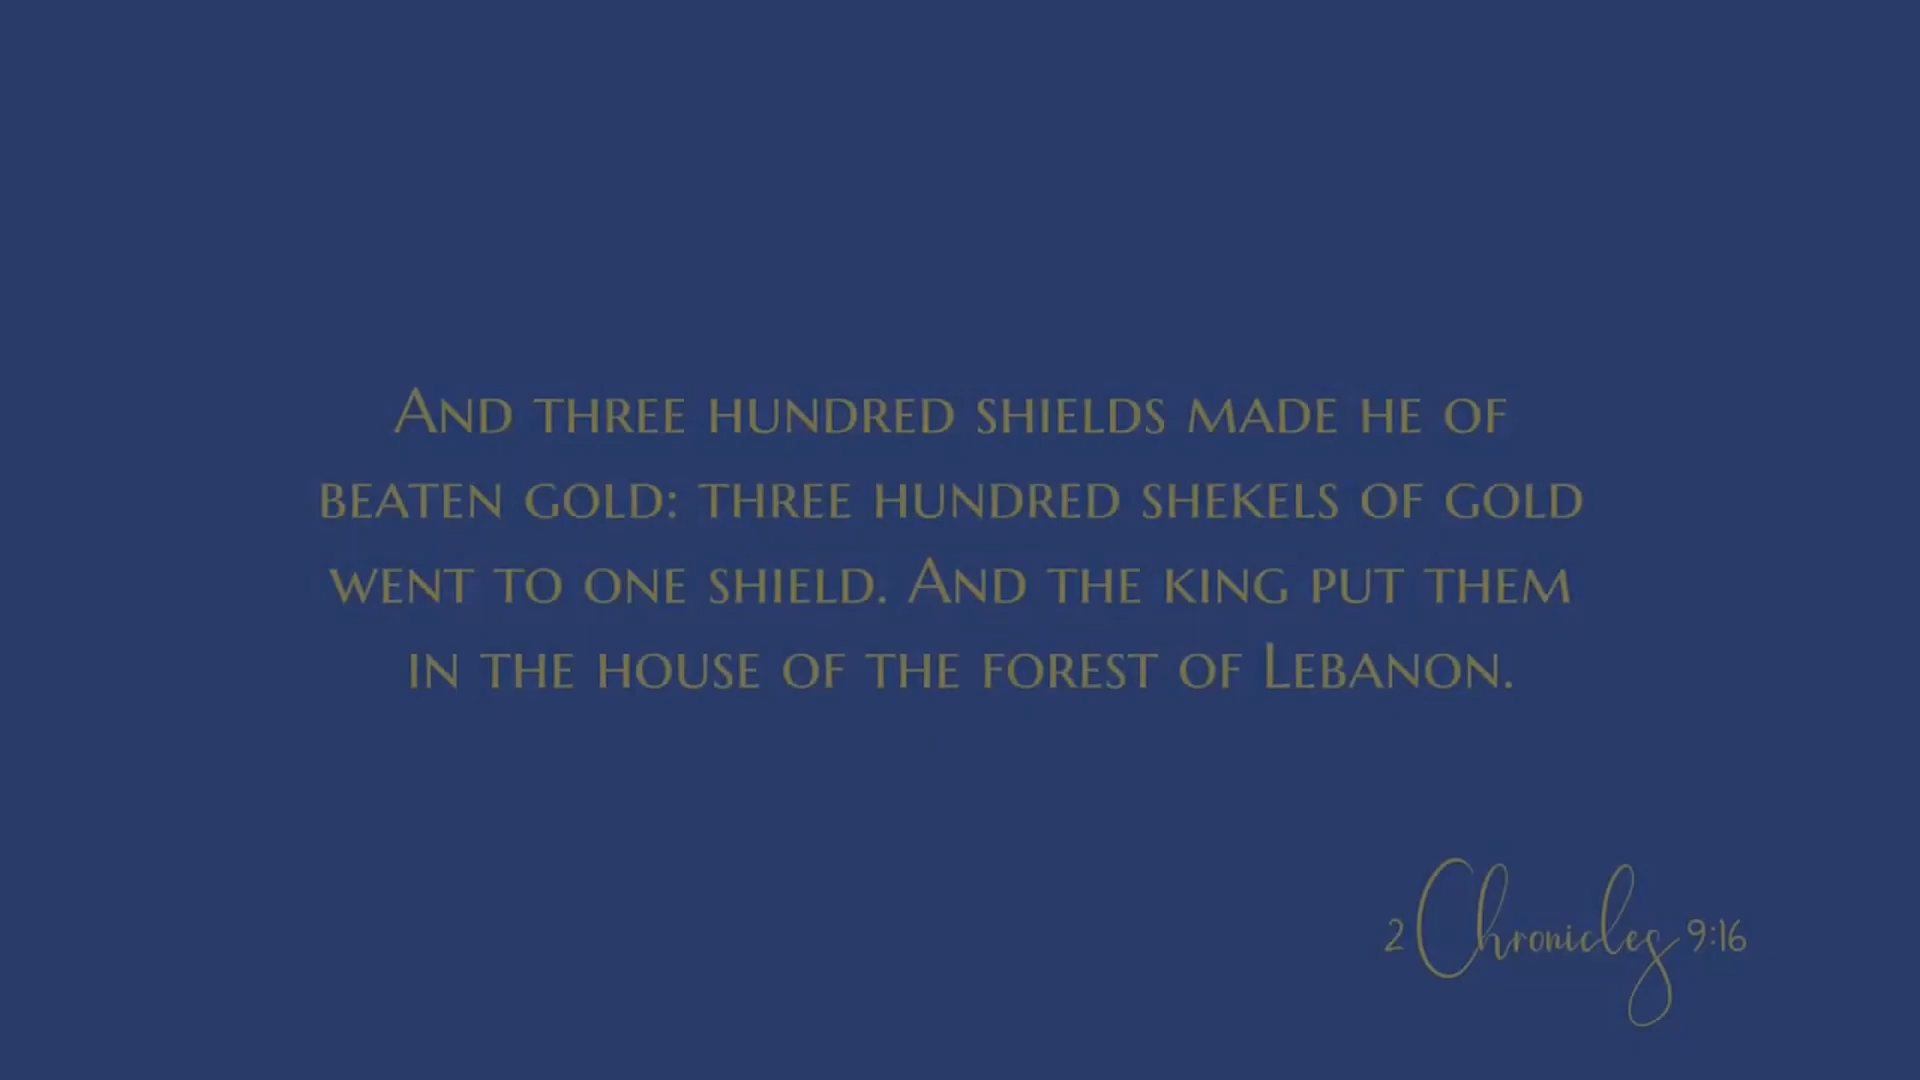 And three hundred shields made he of
beaten gold: three hundred shekels of gold
went to one shield. And the king put them
in the house of the forest of Lebanon.
2 Chronicles 9:16